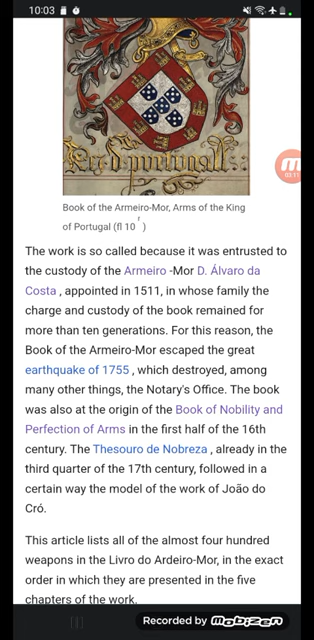 10:03
Rey d portugall
03:11
Book of the Armeiro-Mor, Arms of the King
of Portugal (fl 10 r )
The work is so called because it was entrusted to
the custody of the Armeiro -Mor D. Álvaro da
Costa , appointed in 1511, in whose family the
charge and custody of the book remained for
more than ten generations. For this reason, the
Book of the Armeiro-Mor escaped the great
earthquake of 1755 , which destroyed, among
many other things, the Notary's Office. The book
was also at the origin of the Book of Nobility and
Perfection of Arms in the first half of the 16th
century. The Thesouro de Nobreza , already in the
third quarter of the 17th century, followed in a
certain way the model of the work of João do
Cró.
This article lists all of the almost four hundred
weapons in the Livro do Ardeiro-Mor, in the exact
order in which they are presented in the five
chapters of the work.
Recorded by mobizen